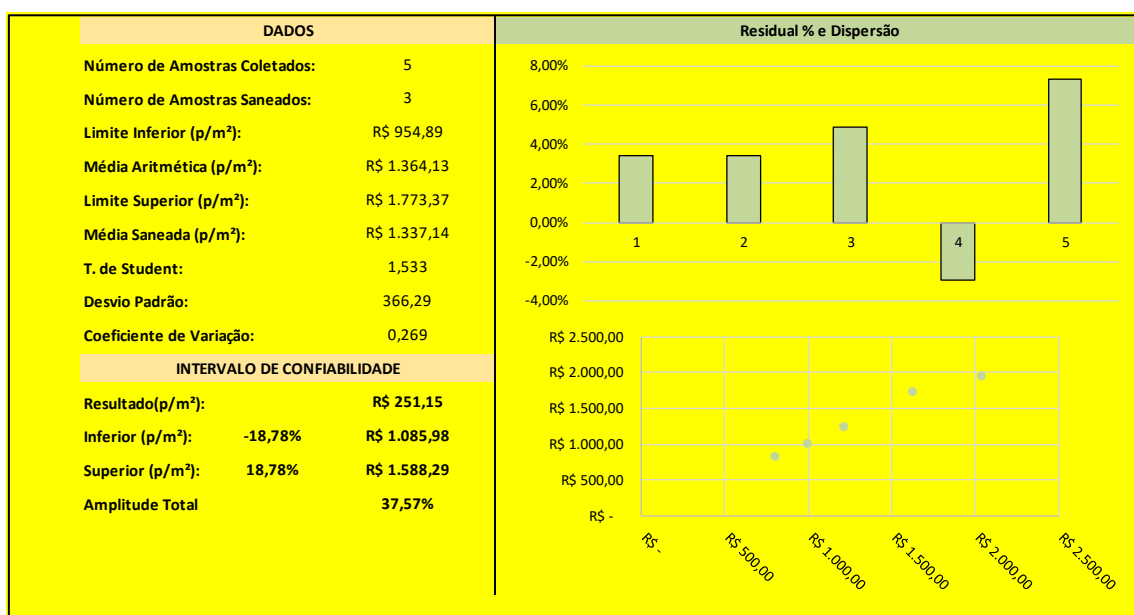 DADOS
Número de Amostras Coletados: 5
Número de Amostras Saneados: 3
Limite Inferior (p/m²): R$ 954,89
Média Aritmética (p/m²): R$ 1.364,13
Limite Superior (p/m²): R$ 1.773,37
Média Saneada (p/m²): R$ 1.337,14
T. de Student: 1,533
Desvio Padrão: 366,29
Coeficiente de Variação: 0,269
INTERVALO DE CONFIABILIDADE
Resultado(p/m²): R$ 251,15
Inferior (p/m²): -18,78% R$ 1.085,98
Superior (p/m²): 18,78% R$ 1.588,29
Amplitude Total 37,57%
Residual % e Dispersão
8,00%
6,00%
4,00%
2,00%
0,00%
1 2 3 4 5
-2,00%
-4,00%
R$ 2.500,00
R$ 2.000,00
R$ 1.500,00
R$ 1.000,00
R$ 500,00
R$ -
R$ - R$ 500,00 R$ 1.000,00 R$ 1.500,00 R$ 2.000,00 R$ 2.500,00